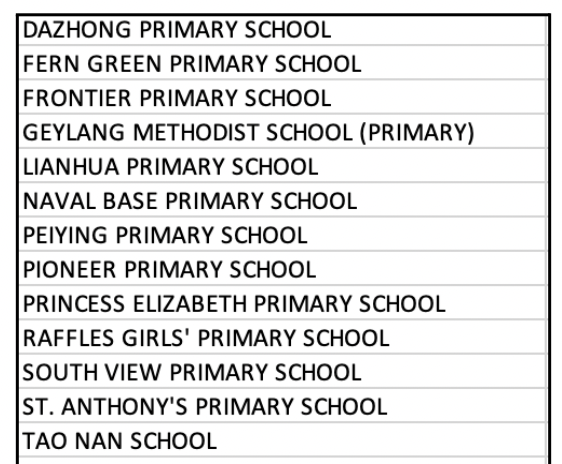 DAZHONG PRIMARY SCHOOL
FERN GREEN PRIMARY SCHOOL
FRONTIER PRIMARY SCHOOL
GEYLANG METHODIST SCHOOL (PRIMARY)
LIANHUA PRIMARY SCHOOL
NAVAL BASE PRIMARY SCHOOL
PEIYING PRIMARY SCHOOL
PIONEER PRIMARY SCHOOL
PRINCESS ELIZABETH PRIMARY SCHOOL
RAFFLES GIRLS' PRIMARY SCHOOL
SOUTH VIEW PRIMARY SCHOOL
ST. ANTHONY'S PRIMARY SCHOOL
TAO NAN SCHOOL